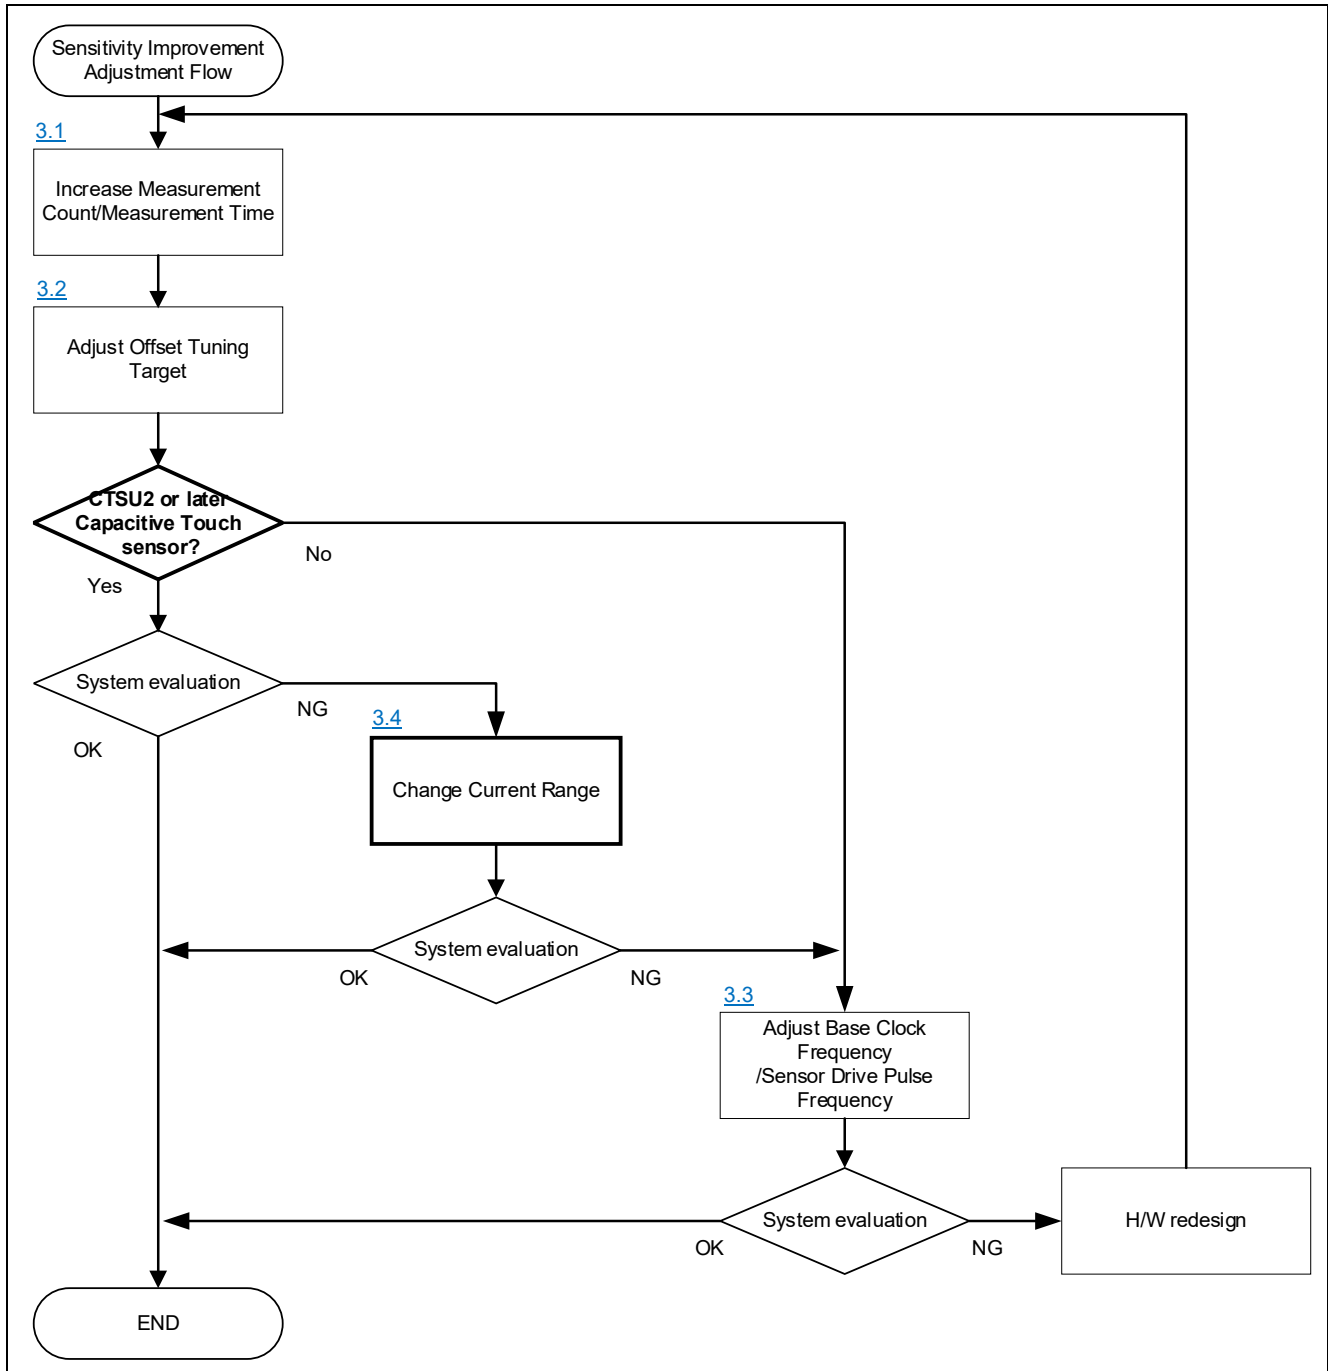 Sensitivity Improvement
Adjustment Flow
3.1
Increase Measurement
Count/Measurement Time
3.2
Adjust Offset Tuning
Target
CTSU2 or later
Capacitive Touch
sensor?
No
Yes
System evaluation
NG
OK
3.4
Change Current Range
System evaluation
OK
NG
3.3
Adjust Base Clock
Frequency
/Sensor Drive Pulse
Frequency
System evaluation
OK
NG
H/W redesign
END